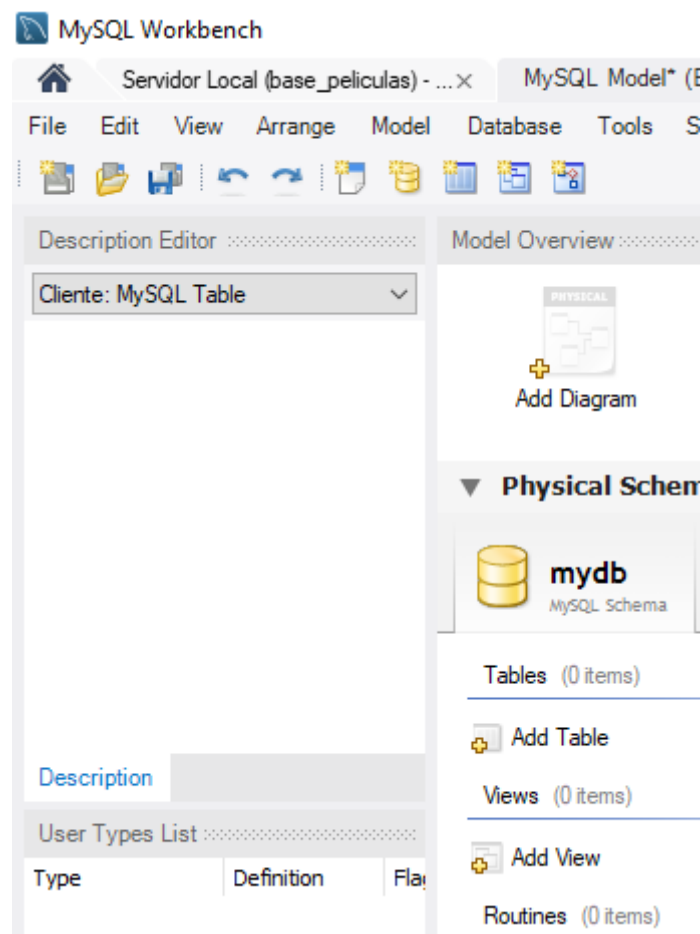 MySQL Workbench
Servidor Local (base_peliculas) - ...
MySQL Model*
File Edit View Arrange Model Database Tools
Description Editor
Model Overview
Cliente: MySQL Table
PHYSICAL
Add Diagram
Physical
mydb
MySQL Schema
Tables (0 items)
Add Table
Description
Views (0 items)
User Types List
Add View
Type Definition
Routines (0 items)